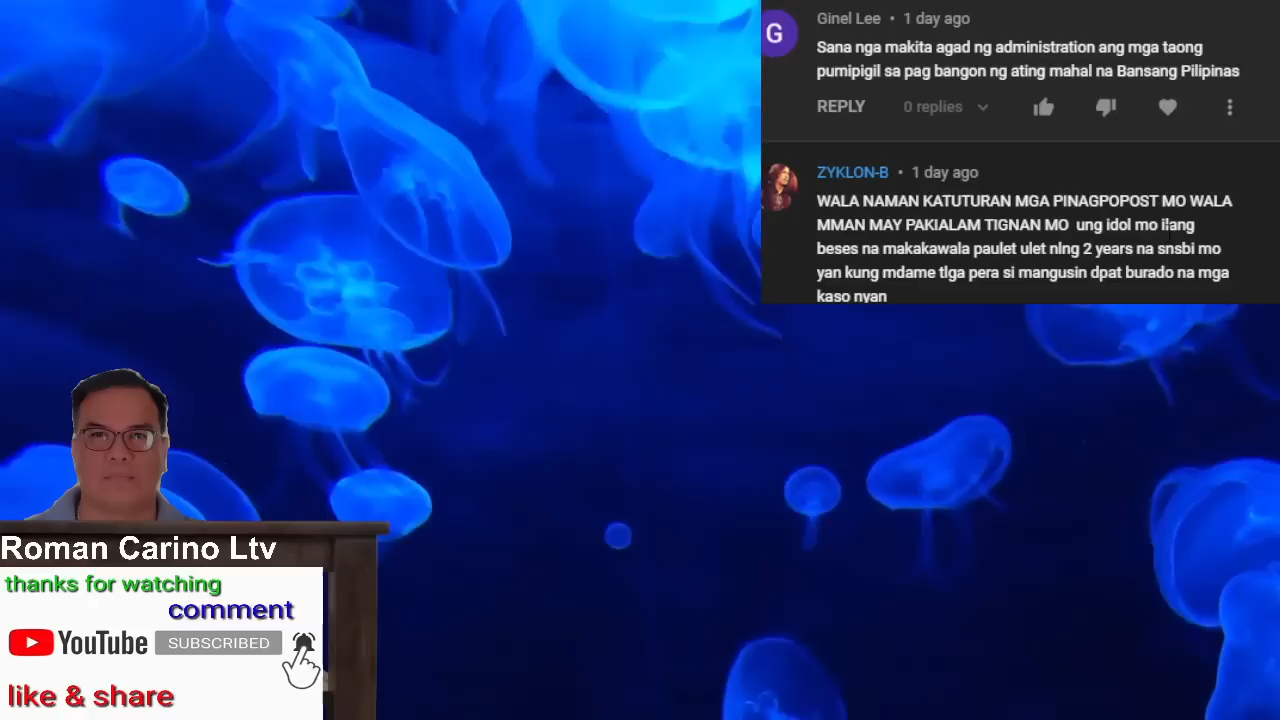 Ginel Lee • 1 day ago
G
Sana nga makita agad ng administration ang mga taong
pumipigil sa pag bangon ng ating mahal na Bansang Pilipinas
REPLY 0 replies
ZYKLON-B • 1 day ago
WALA NAMAN KATUTURAN MGA PINAGPOPOST MO WALA
MMAN MAY PAKIALAM TIGNAN MO ung idol mo ilang
beses na makakawala paulet ulet nlng 2 years na snsbi mo
yan kung mdame tlga pera si mangusin dpat burado na mga
kaso nyan
Roman Carino Ltv
thanks for watching
comment
YouTube SUBSCRIBED
like & share